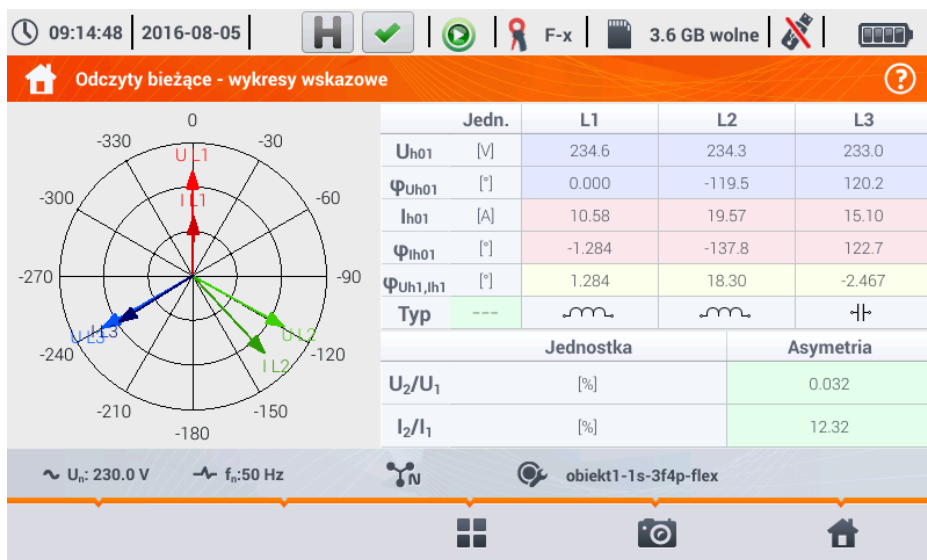 09:14:48 2016-08-05 H F-x 3.6 GB wolne
Odczyty bieżące - wykresy wskazowe ?
0
-30
-60
-90
-120
-150
-180
-210
-240
-270
-300
-330
U L1
I L1
U L2
I L2
U L3
I L3
Jedn. L1 L2 L3
Uh01 [V] 234.6 234.3 233.0
φUh01 [°] 0.000 -119.5 120.2
Ih01 [A] 10.58 19.57 15.10
φIh01 [°] -1.284 -137.8 122.7
φUh1,Ih1 [°] 1.284 18.30 -2.467
Typ ---
Jednostka Asymetria
U₂/U₁ [%] 0.032
I₂/I₁ [%] 12.32
Uₙ: 230.0 V fₙ:50 Hz N obiekt1-1s-3f4p-flex